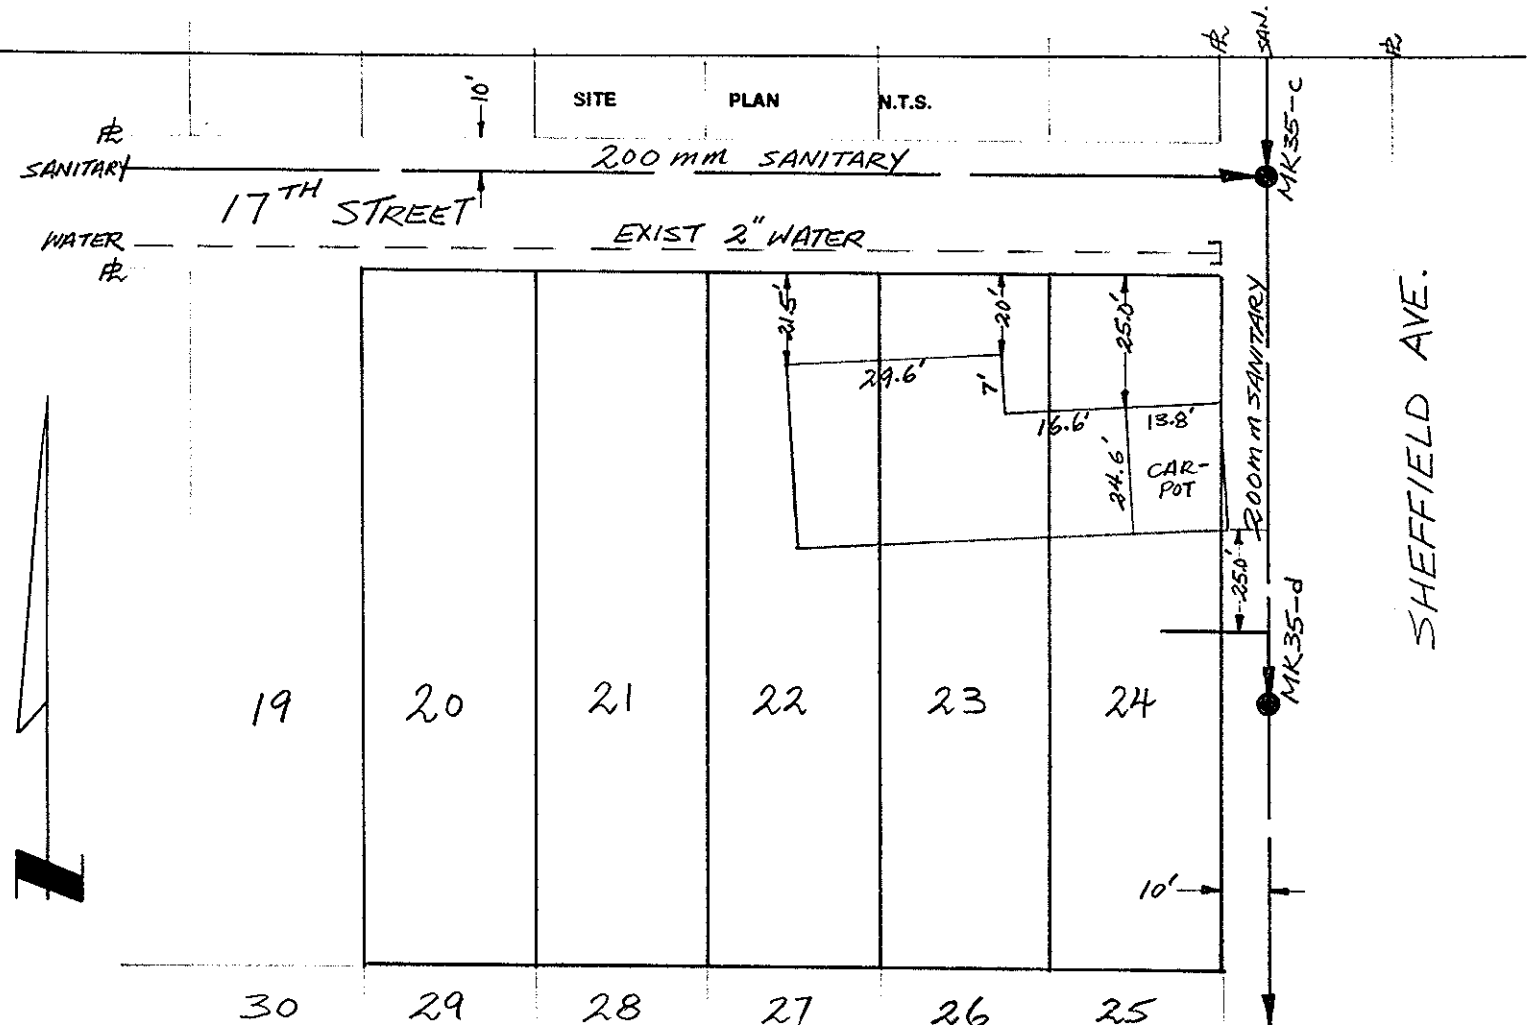 SAN.
SITE PLAN N.T.S.
10'
SANITARY
200 mm SANITARY
MK35-C
17TH STREET
WATER
EXIST 2" WATER
21.5'
20'
25.0'
200mm SANITARY
SHEFFIELD AVE.
29.6'
7'
16.6'
13.8'
24.6'
CAR-
POT
25.0'
MK35-d
19 20 21 22 23 24
10'
30 29 28 27 26 25